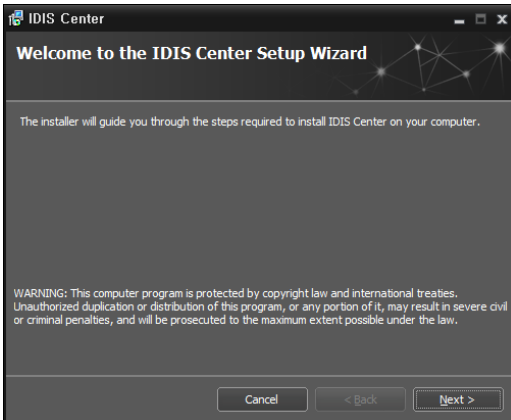 IDIS Center
Welcome to the IDIS Center Setup Wizard
The installer will guide you through the steps required to install IDIS Center on your computer.
WARNING: This computer program is protected by copyright law and international treaties.
Unauthorized duplication or distribution of this program, or any portion of it, may result in severe civil
or criminal penalties, and will be prosecuted to the maximum extent possible under the law.
Cancel
< Back
Next >